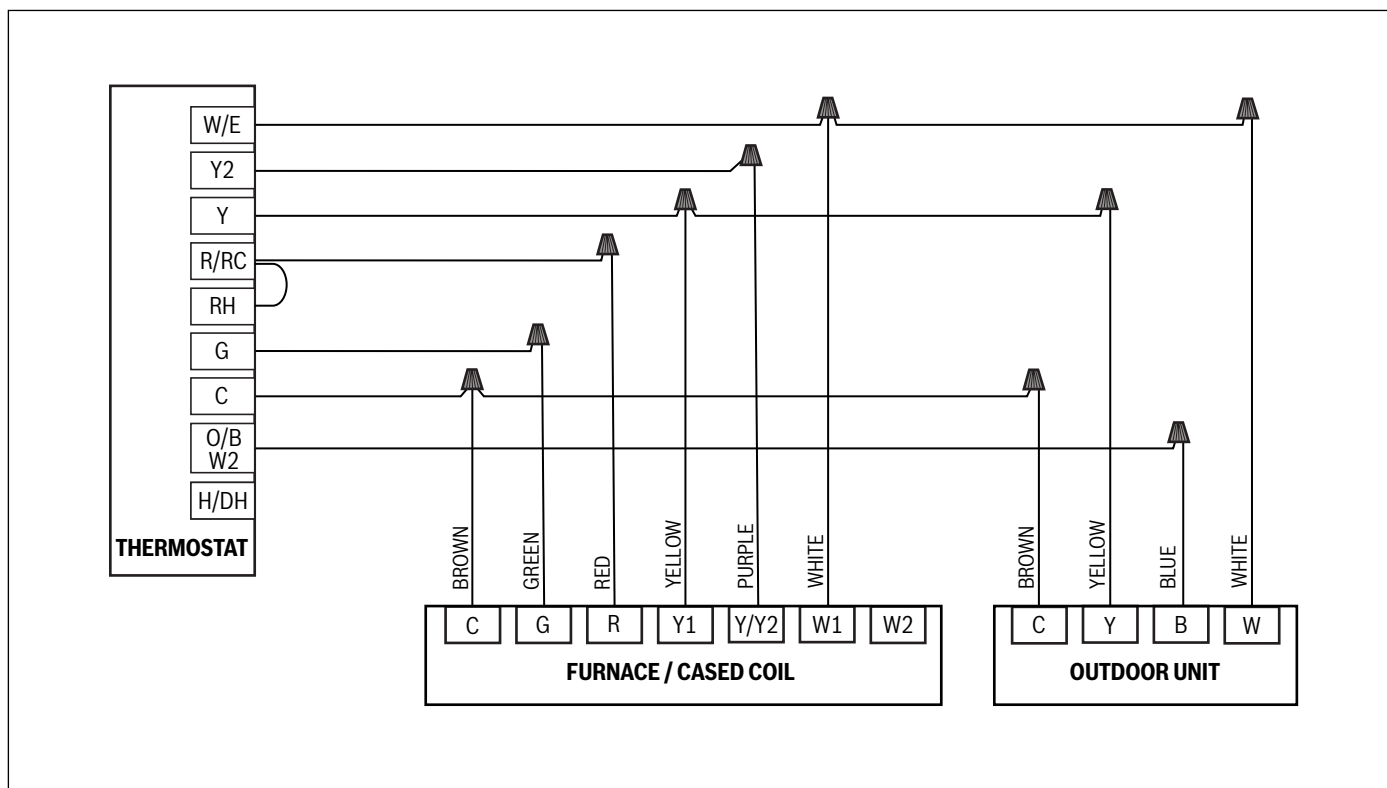 W/E
Y2
Y
R/RC
RH
G
C
O/B
W2
H/DH
THERMOSTAT
BROWN
GREEN
RED
YELLOW
PURPLE
WHITE
C
G
R
Y1
Y/Y2
W1
W2
FURNACE / CASED COIL
BROWN
YELLOW
BLUE
WHITE
C
Y
B
W
OUTDOOR UNIT